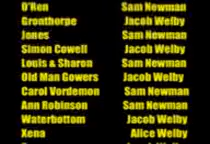 O'Ren Sam Newman
Gronthorpe Jacob Welby
Jones Sam Newman
Simon Cowell Jacob Welby
Louis & Sharon Sam Newman
Old Man Gowers Jacob Welby
Carol Vordemon Sam Newman
Ann Robinson Sam Newman
Waterbottom Jacob Welby
Xena Alice Welby